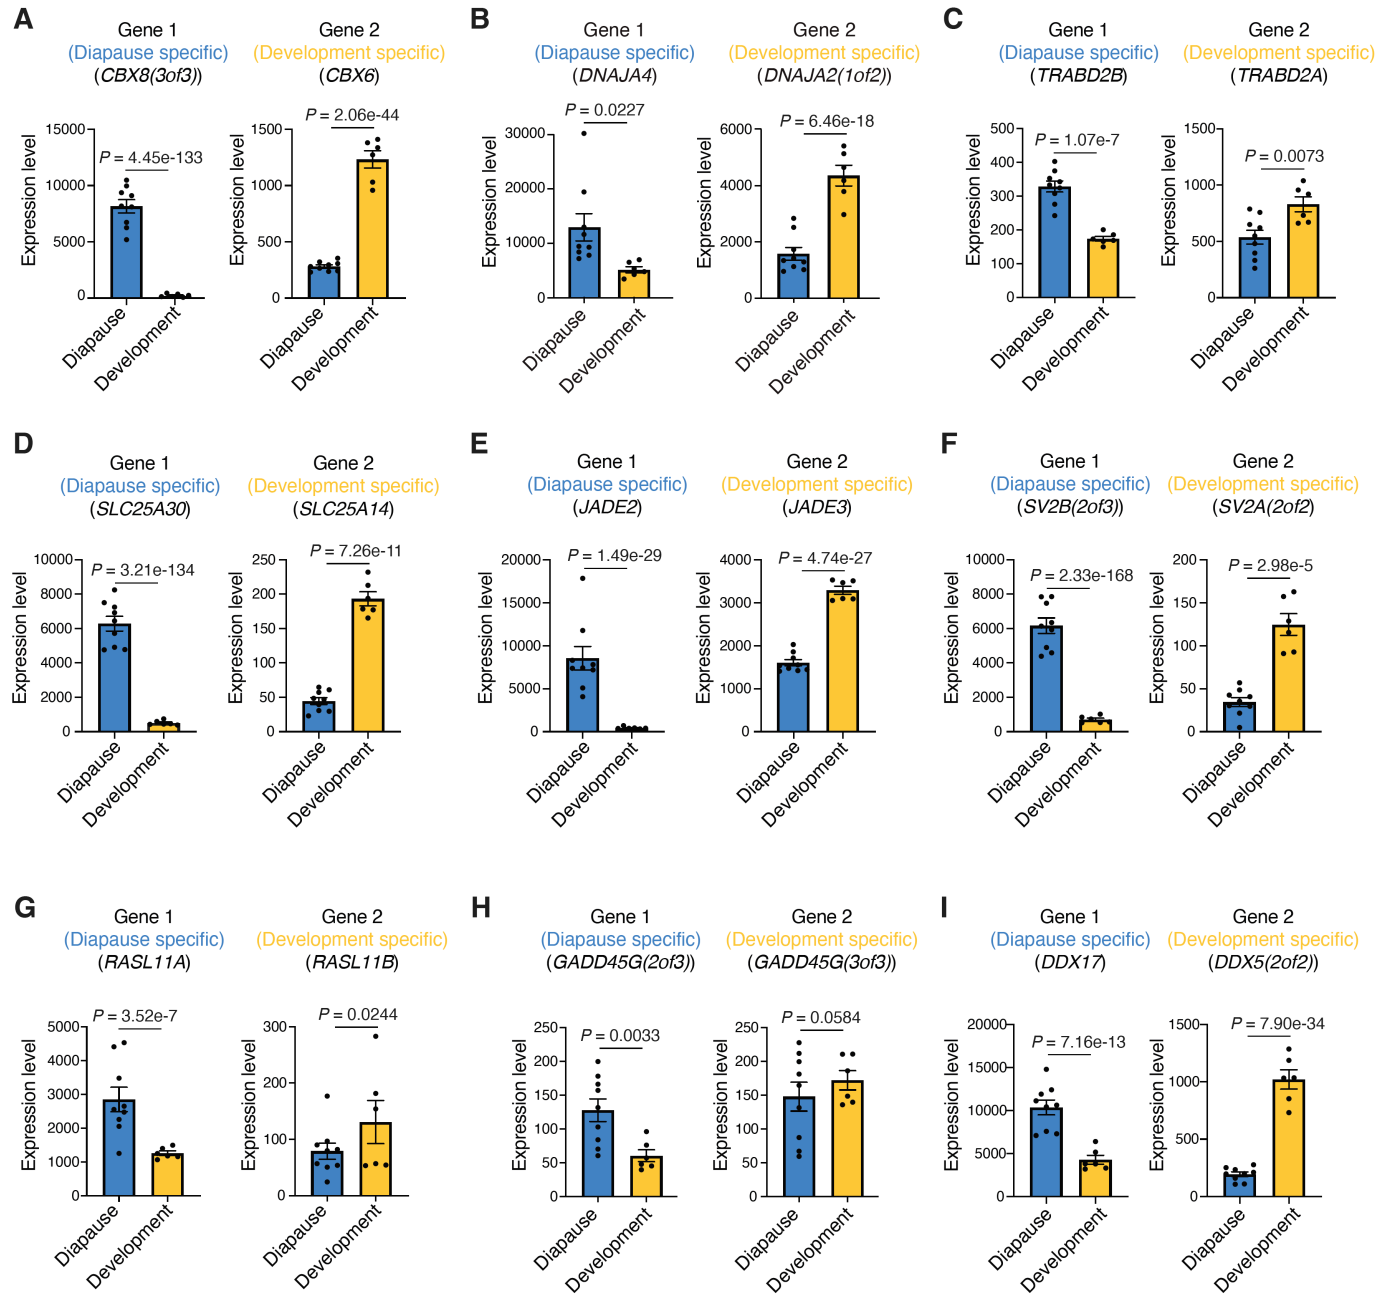 A
Gene 1
(Diapause specific)
(CBX8(3of3))
Gene 2
(Development specific)
(CBX6)
Expression level
15000
10000
5000
0
P = 4.45e-133
Diapause
Development
Expression level
1500
1000
500
0
P = 2.06e-44
Diapause
Development
B
Gene 1
(Diapause specific)
(DNAJA4)
Gene 2
(Development specific)
(DNAJA2(1of2))
Expression level
30000
20000
10000
0
P = 0.0227
Diapause
Development
Expression level
6000
4000
2000
0
P = 6.46e-18
Diapause
Development
C
Gene 1
(Diapause specific)
(TRABD2B)
Gene 2
(Development specific)
(TRABD2A)
Expression level
500
400
300
200
100
0
P = 1.07e-7
Diapause
Development
Expression level
1500
1000
500
0
P = 0.0073
Diapause
Development
D
Gene 1
(Diapause specific)
(SLC25A30)
Gene 2
(Development specific)
(SLC25A14)
Expression level
10000
8000
6000
4000
2000
0
P = 3.21e-134
Diapause
Development
Expression level
250
200
150
100
50
0
P = 7.26e-11
Diapause
Development
E
Gene 1
(Diapause specific)
(JADE2)
Gene 2
(Development specific)
(JADE3)
Expression level
20000
15000
10000
5000
0
P = 1.49e-29
Diapause
Development
Expression level
4000
3000
2000
1000
0
P = 4.74e-27
Diapause
Development
F
Gene 1
(Diapause specific)
(SV2B(2of3))
Gene 2
(Development specific)
(SV2A(2of2)
Expression level
10000
8000
6000
4000
2000
0
P = 2.33e-168
Diapause
Development
Expression level
200
150
100
50
0
P = 2.98e-5
Diapause
Development
G
Gene 1
(Diapause specific)
(RASL11A)
Gene 2
(Development specific)
(RASL11B)
Expression level
5000
4000
3000
2000
1000
0
P = 3.52e-7
Diapause
Development
Expression level
300
200
100
0
P = 0.0244
Diapause
Development
H
Gene 1
(Diapause specific)
(GADD45G(2of3))
Gene 2
(Development specific)
(GADD45G(3of3))
Expression level
250
200
150
100
50
0
P = 0.0033
Diapause
Development
Expression level
250
200
150
100
50
0
P = 0.0584
Diapause
Development
I
Gene 1
(Diapause specific)
(DDX17)
Gene 2
(Development specific)
(DDX5(2of2))
Expression level
20000
15000
10000
5000
0
P = 7.16e-13
Diapause
Development
Expression level
1500
1000
500
0
P = 7.90e-34
Diapause
Development